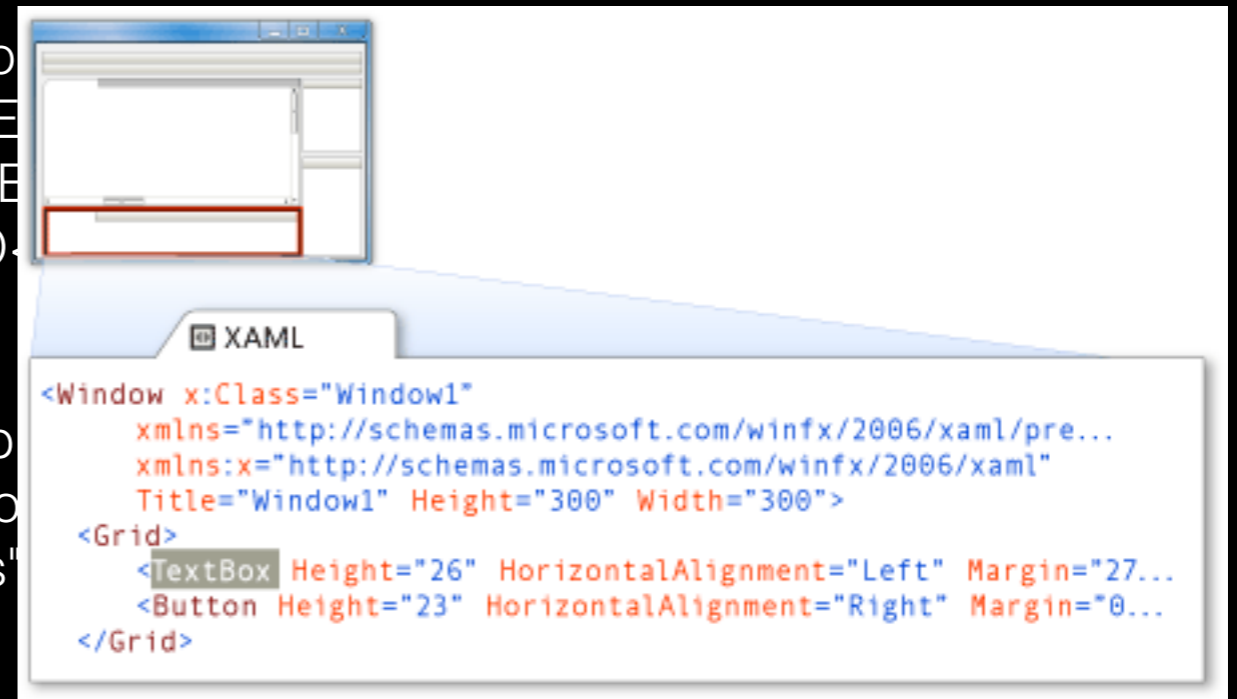 XAML
<Window x:Class="Window1"
xmlns="http://schemas.microsoft.com/winfx/2006/xaml/pre...
xmlns:x="http://schemas.microsoft.com/winfx/2006/xaml"
Title="Window1" Height="300" Width="300">
<Grid>
<TextBox Height="26" HorizontalAlignment="Left" Margin="27...
<Button Height="23" HorizontalAlignment="Right" Margin="0...
</Grid>